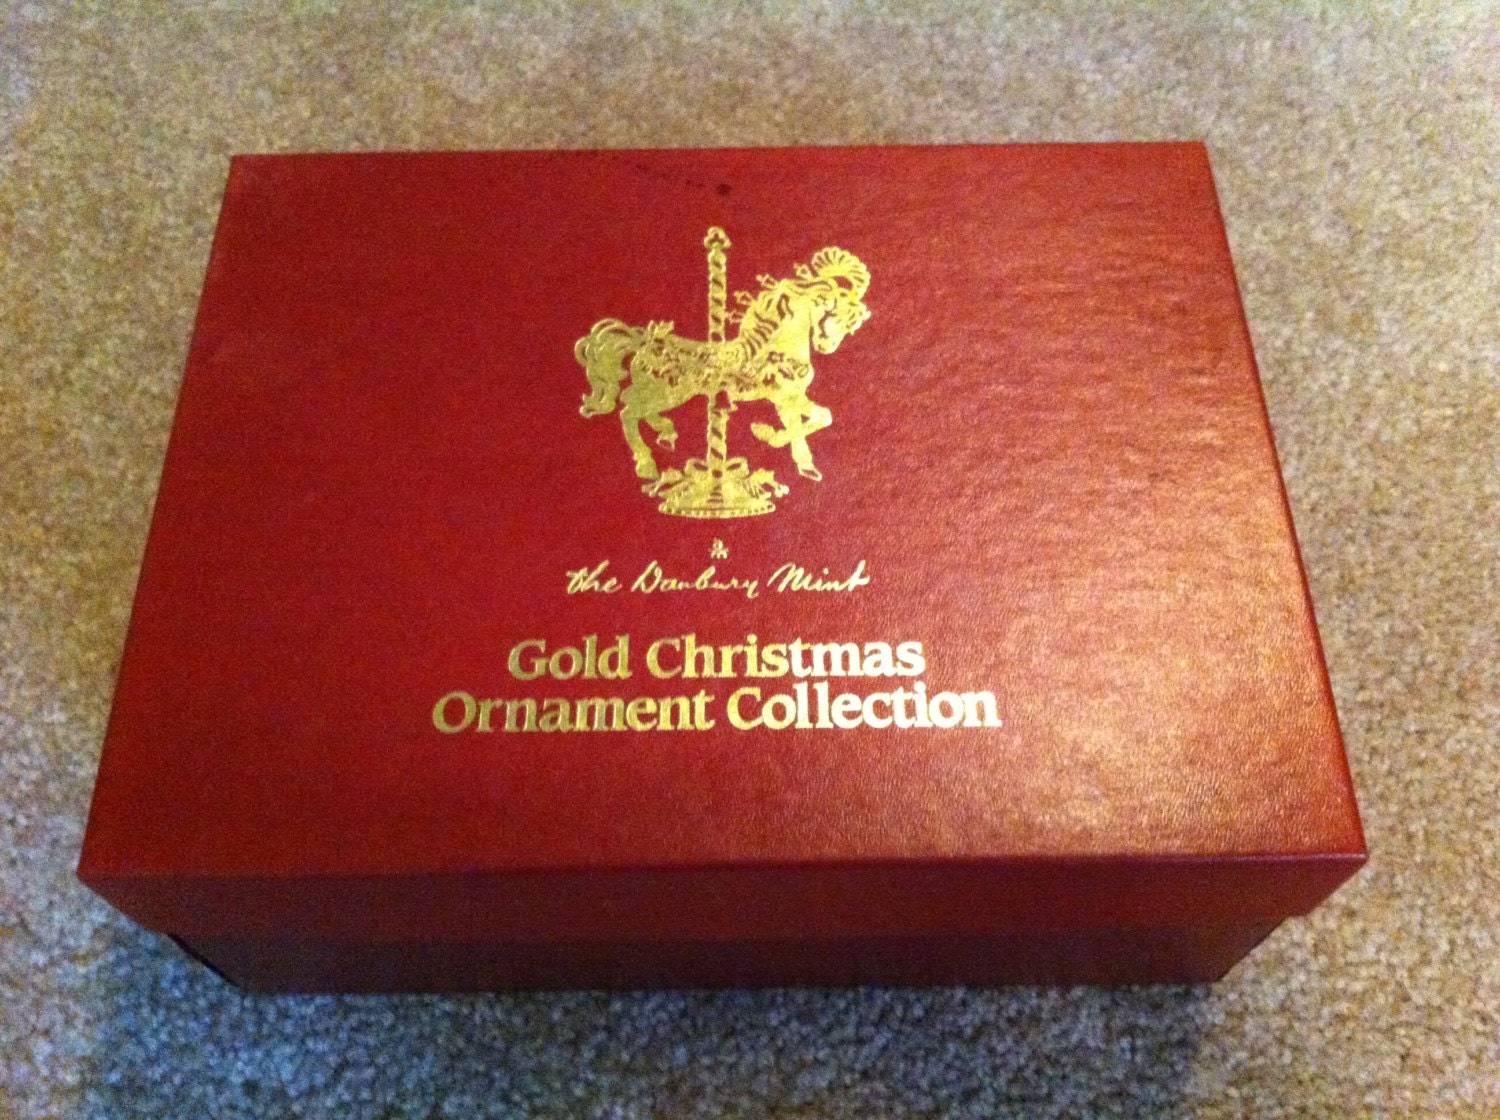 the Danbury Mint
Gold Christmas
Ornament Collection